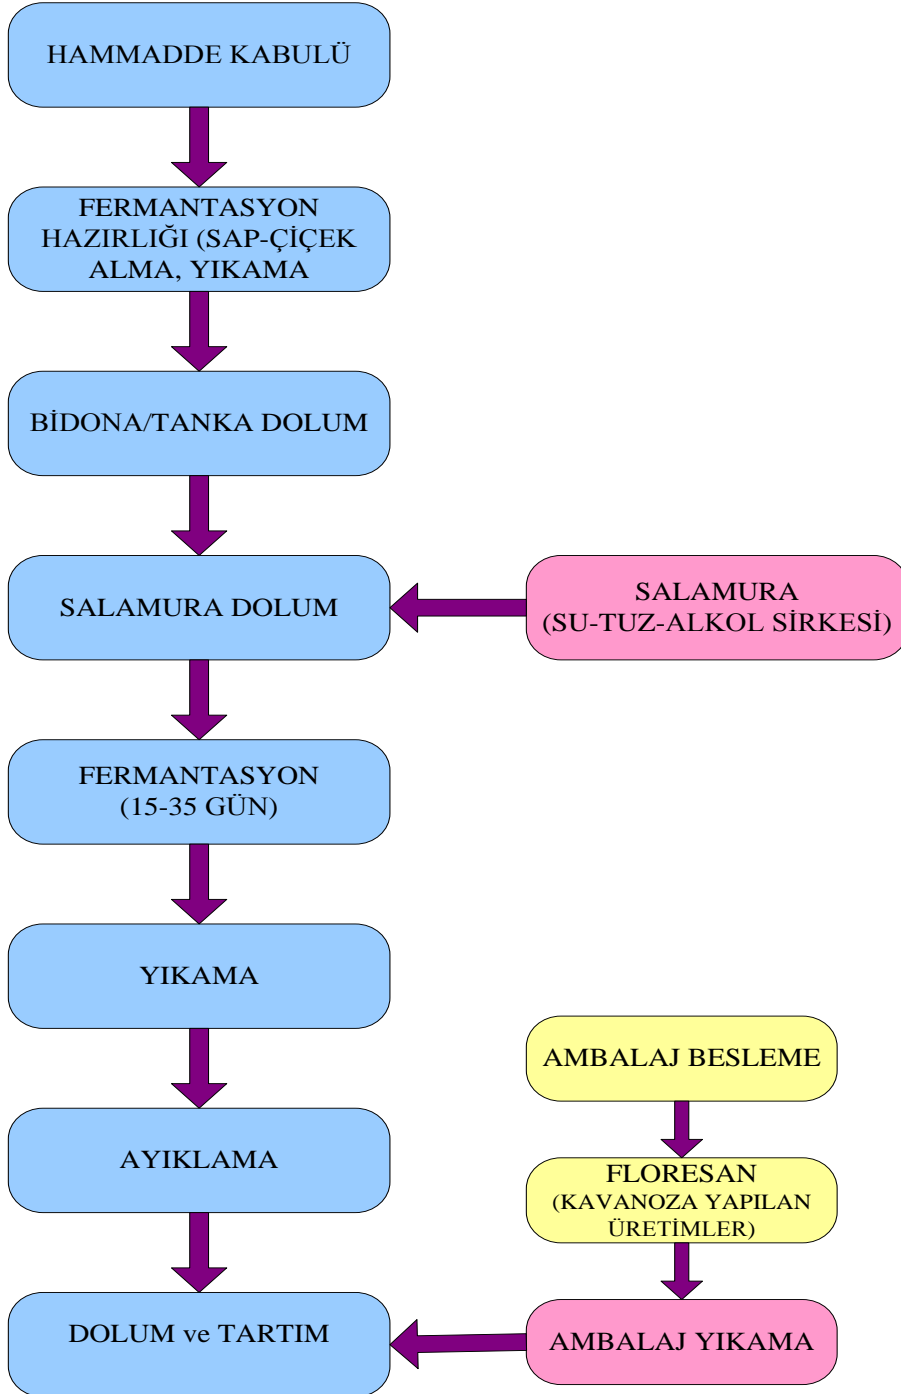 HAMMADDE KABULÜ
FERMANTASYON
HAZIRLIĞI (SAP-ÇİÇEK
ALMA, YIKAMA
BİDONA/TANKA DOLUM
SALAMURA DOLUM
SALAMURA
(SU-TUZ-ALKOL SİRKESİ)
FERMANTASYON
(15-35 GÜN)
YIKAMA
AYIKLAMA
AMBALAJ BESLEME
FLORESAN
(KAVANOZA YAPILAN
ÜRETİMLER)
AMBALAJ YIKAMA
DOLUM ve TARTIM